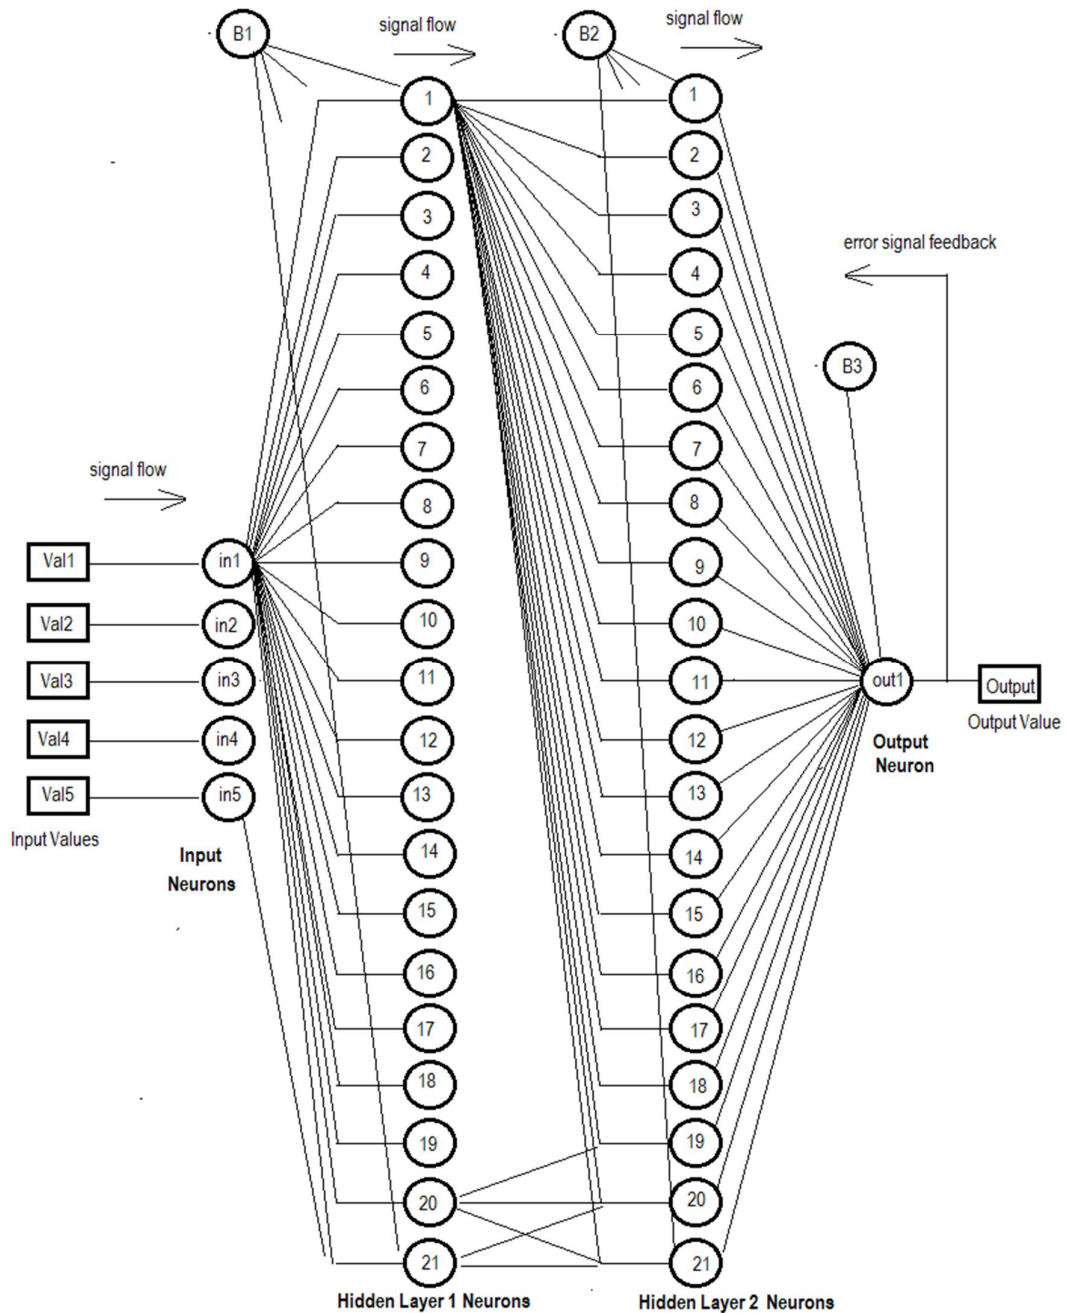 signal flow
signal flow
B1
B2
1
1
2
2
3
3
error signal feedback
4
4
5
5
B3
6
6
7
7
signal flow
8
8
Val1
in1
9
9
Val2
in2
10
10
Val3
in3
11
11
out1
Output
Output Value
Val4
in4
12
12
Output
Neuron
Val5
in5
13
13
Input Values
Input
Neurons
14
14
15
15
16
16
17
17
18
18
19
19
20
20
21
21
Hidden Layer 1 Neurons
Hidden Layer 2 Neurons